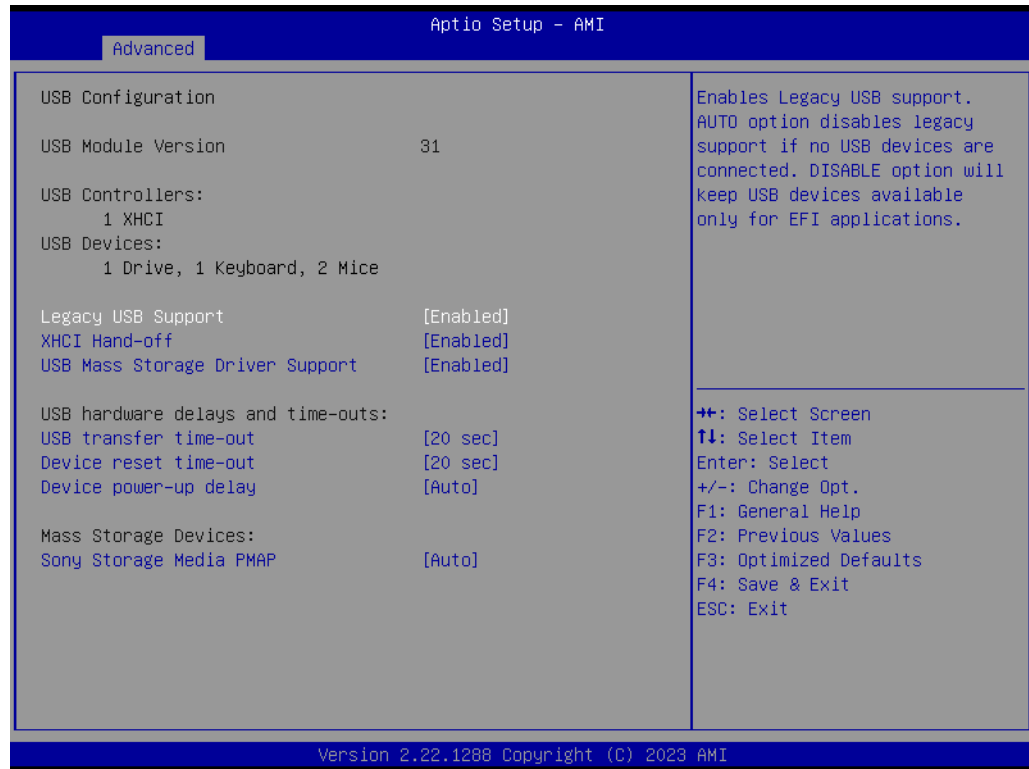 Aptio Setup – AMI
Advanced
USB Configuration
USB Module Version 31
USB Controllers:
1 XHCI
USB Devices:
1 Drive, 1 Keyboard, 2 Mice
Legacy USB Support [Enabled]
XHCI Hand-off [Enabled]
USB Mass Storage Driver Support [Enabled]
USB hardware delays and time-outs:
USB transfer time-out [20 sec]
Device reset time-out [20 sec]
Device power-up delay [Auto]
Mass Storage Devices:
Sony Storage Media PMAP [Auto]
Enables Legacy USB support.
AUTO option disables legacy
support if no USB devices are
connected. DISABLE option will
keep USB devices available
only for EFI applications.
→←: Select Screen
↑↓: Select Item
Enter: Select
+/-: Change Opt.
F1: General Help
F2: Previous Values
F3: Optimized Defaults
F4: Save & Exit
ESC: Exit
Version 2.22.1288 Copyright (C) 2023 AMI